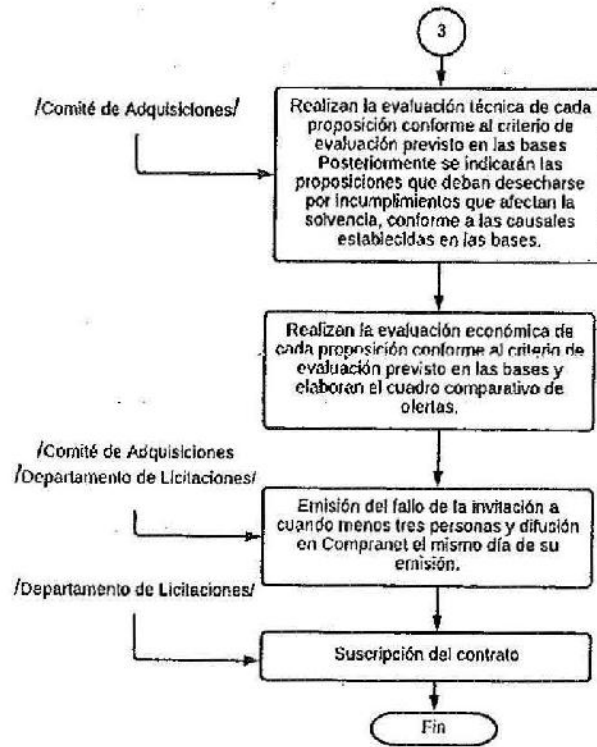 3
/Comité de Adquisiciones/
Realizan la evaluación técnica de cada
proposición conforme al criterio de
evaluación previsto en las bases
Posteriormente se indicarán las
proposiciones que deban desecharse
por incumplimientos que afectan la
solvencia, conforme a las causales
establecidas en las bases.
Realizan la evaluación económica de
cada proposición conforme al criterio de
evaluación previsto en las bases y
elaboran el cuadro comparativo de
ofertas.
/Comité de Adquisiciones
/Departamento de Licitaciones/
Emisión del fallo de la invitación a
cuando menos tres personas y difusión
en Compranet el mismo día de su
emisión.
/Departamento de Licitaciones/
Suscripción del contrato
Fin